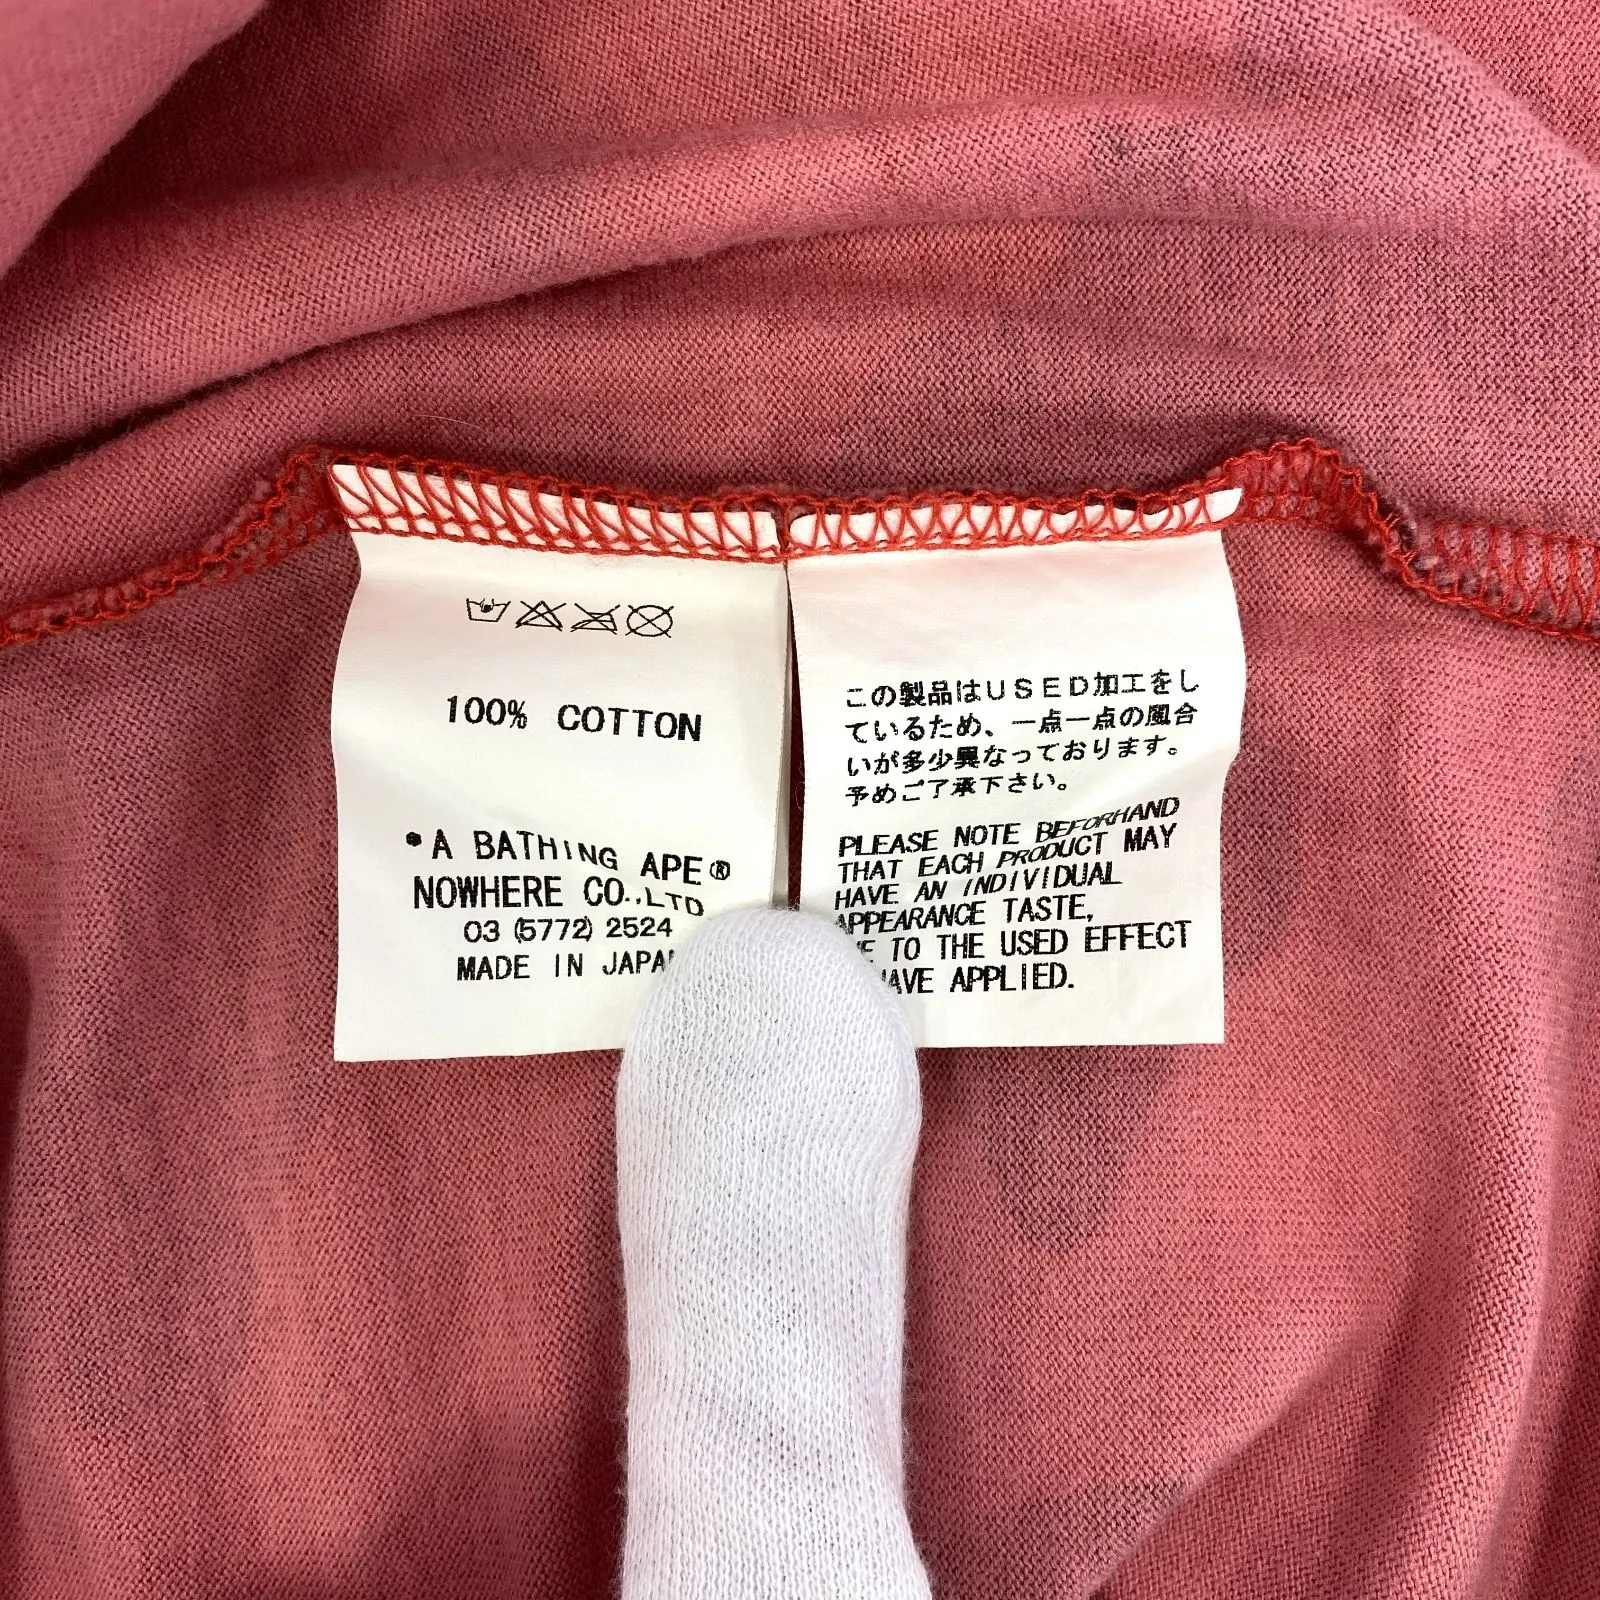 100% COTTON
•A BATHING APE®
NOWHERE CO.,LTD
03 (5772) 2524
MADE IN
この製品はUSED加工をし
ているため、一点一点の風合
いが多少異なっております。
予めご了承下さい。
PLEASE NOTE BEFORHAND
THAT EACH PRODUCT MAY
HAVE AN INDIVIDUAL
APPEARANCE TASTE,
TO THE USED EFFECT
APPLIED.